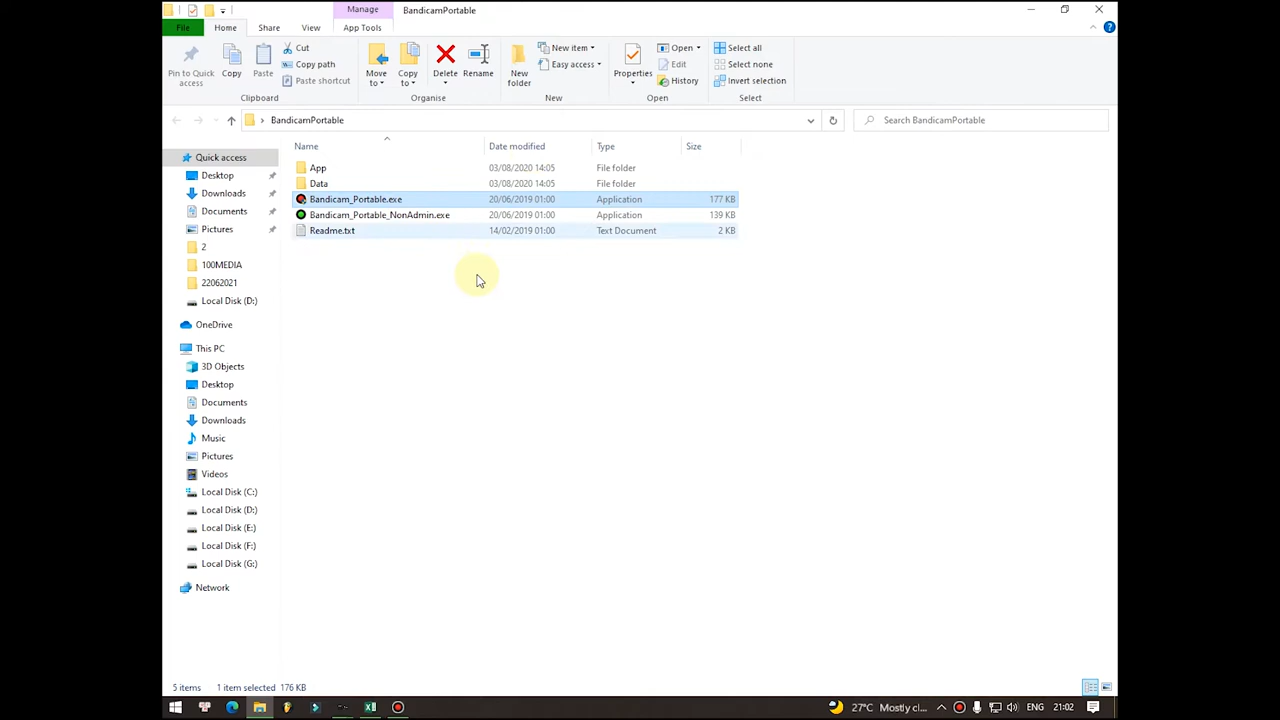 Manage BandicamPortable
File Home Share View App Tools
Pin to Quick access
Copy
Paste
Cut
Copy path
Paste shortcut
Clipboard
Move to
Copy to
Delete
Rename
Organise
New folder
New item
Easy access
New
Properties
Open
Edit
History
Open
Select all
Select none
Invert selection
Select
BandicamPortable
Search BandicamPortable
Name Date modified Type Size
App 03/08/2020 14:05 File folder
Data 03/08/2020 14:05 File folder
Bandicam_Portable.exe 20/06/2019 01:00 Application 177 KB
Bandicam_Portable_NonAdmin.exe 20/06/2019 01:00 Application 139 KB
Readme.txt 14/02/2019 01:00 Text Document 2 KB
Quick access
Desktop
Downloads
Documents
Pictures
2
100MEDIA
22062021
Local Disk (D:)
OneDrive
This PC
3D Objects
Desktop
Documents
Downloads
Music
Pictures
Videos
Local Disk (C:)
Local Disk (D:)
Local Disk (E:)
Local Disk (F:)
Local Disk (G:)
Network
5 items 1 item selected 176 KB
27°C Mostly cl... ENG 21:02